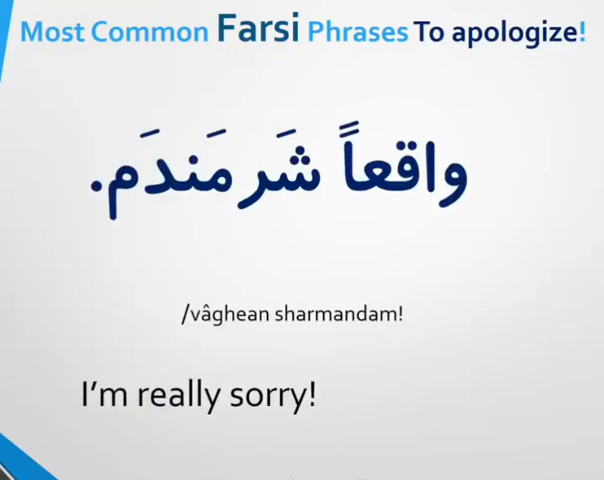 Most Common Farsi Phrases To apologize!
واقعاً شَرمَندَم.
/vâghean sharmandam!
I'm really sorry!